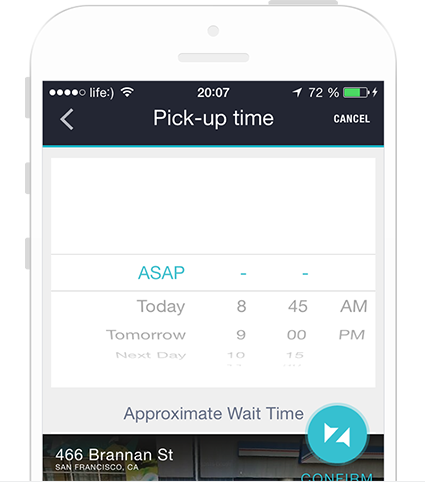 life:) 20:07 72 %
Pick-up time CANCEL
ASAP - -
Today 8 45 AM
Tomorrow 9 00 PM
Next Day 10 15
Approximate Wait Time
466 Brannan St
SAN FRANCISCO, CA
CONFIRM